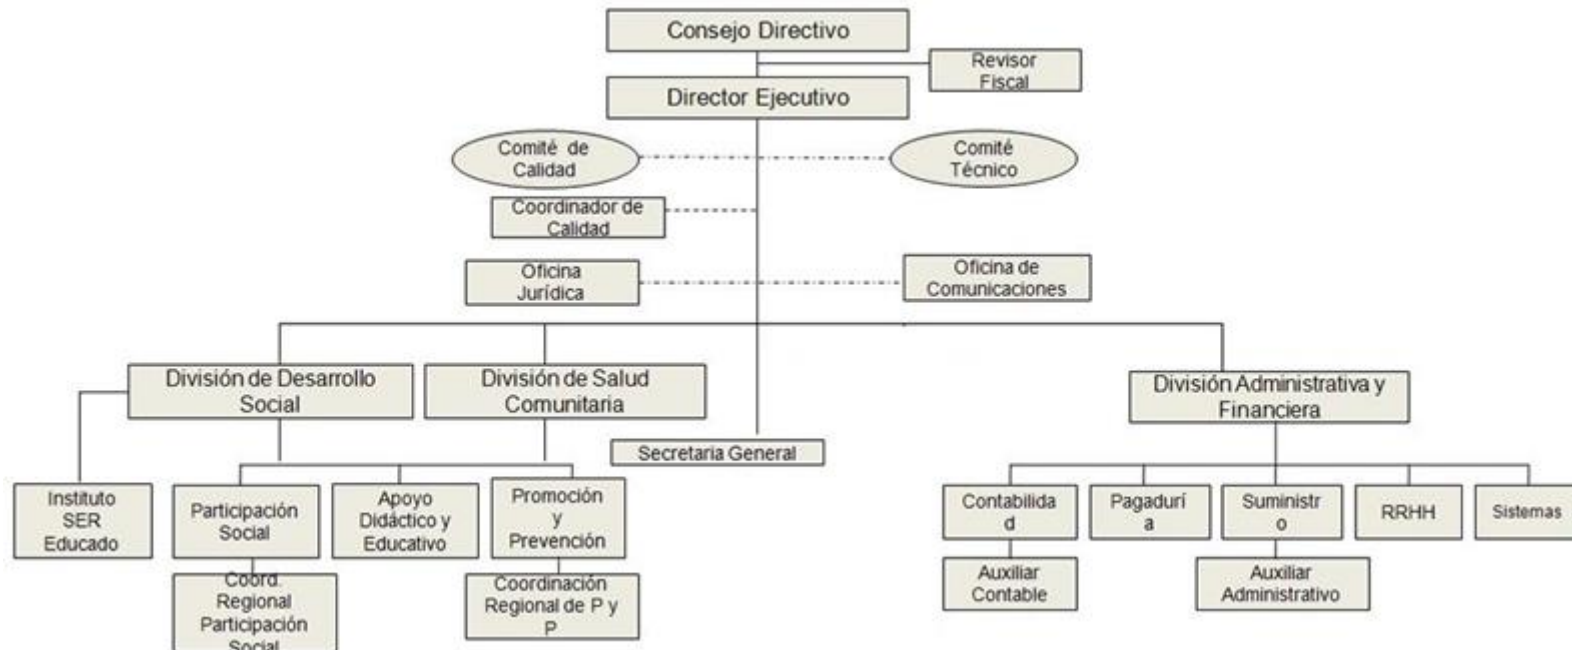 Consejo Directivo
Revisor
Fiscal
Director Ejecutivo
Comité de
Calidad
Comité
Técnico
Coordinador de
Calidad
Oficina
Jurídica
Oficina de
Comunicaciones
División de Desarrollo
Social
División de Salud
Comunitaria
División Administrativa y
Financiera
Secretaria General
Instituto
SER
Educado
Participación
Social
Apoyo
Didáctico y
Educativo
Promoción
y
Prevención
Contabilida
d
Pagadurí
a
Suministr
o
RRHH
Sistemas
Coord.
Regional
Participación
Social
Coordinación
Regional de P y
P
Auxiliar
Contable
Auxiliar
Administrativo